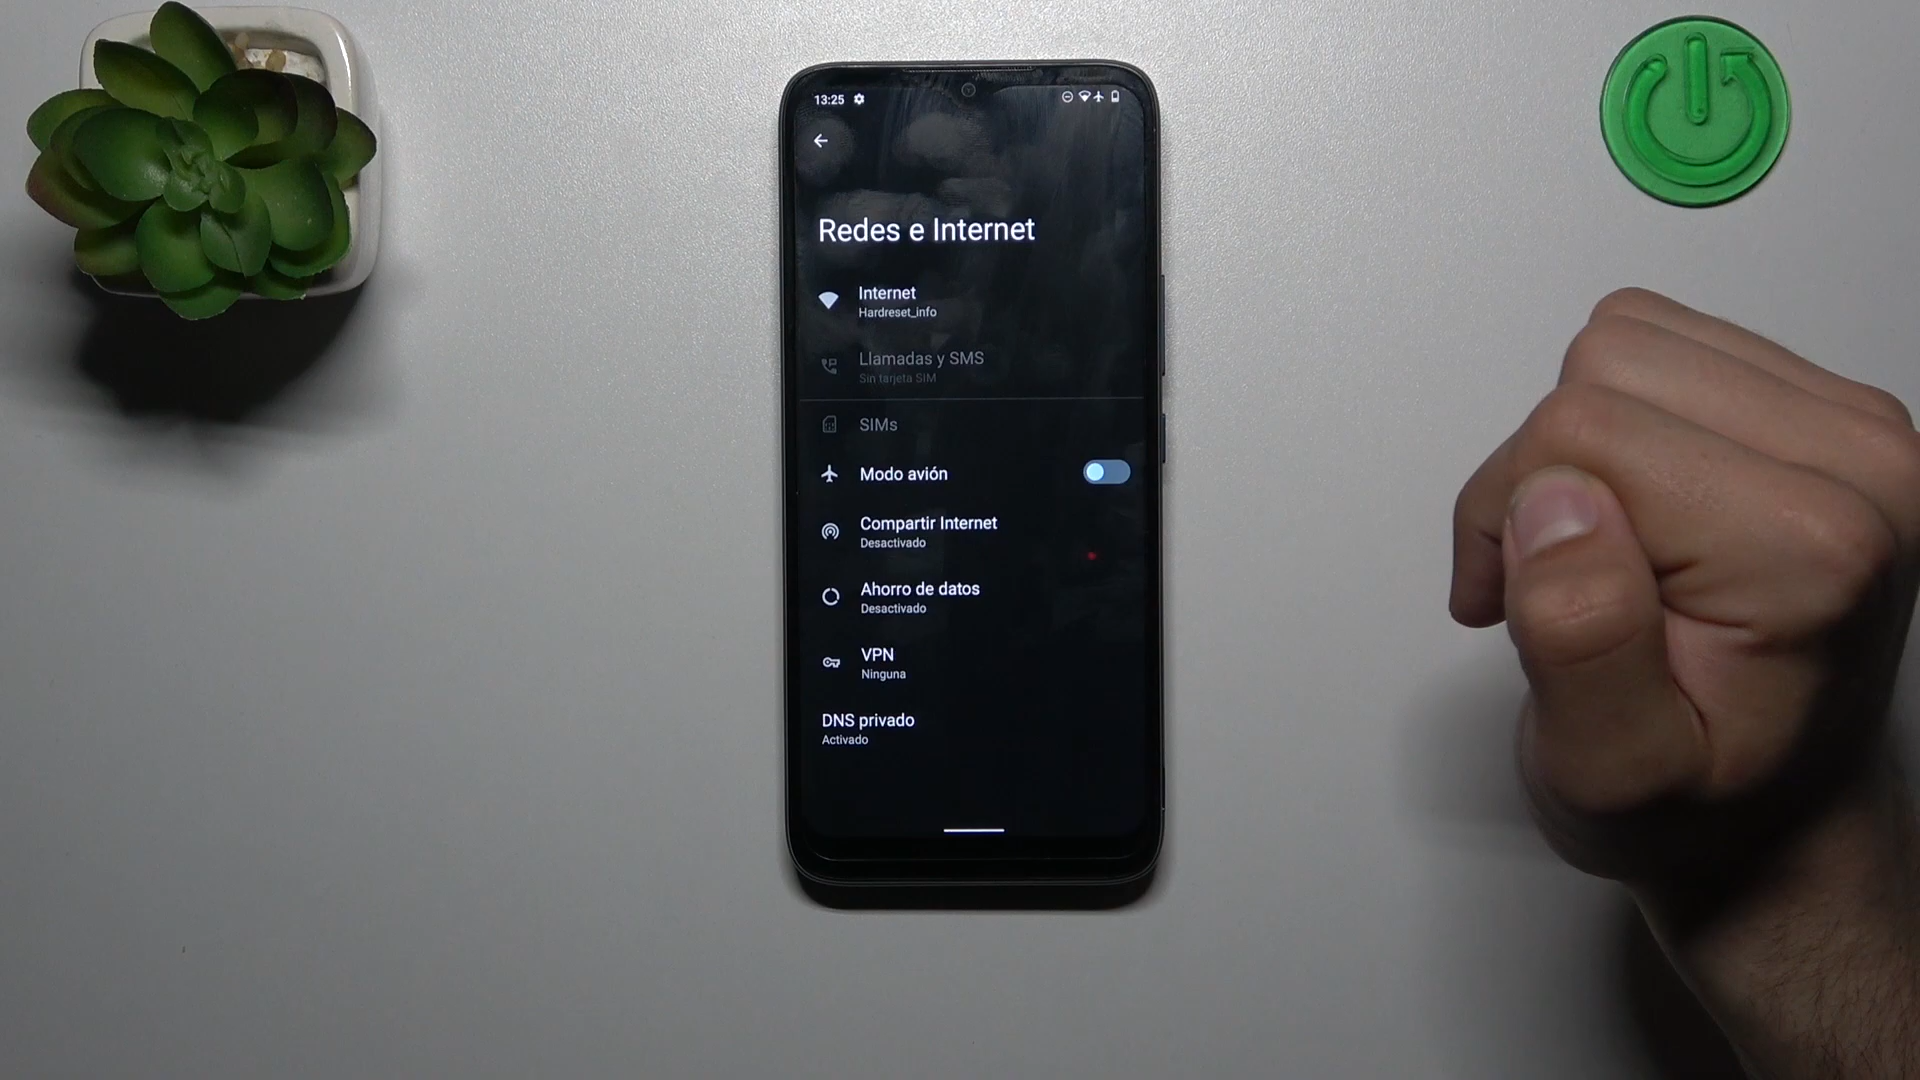 13:25
Redes e Internet
Internet
Hardreset_info
Llamadas y SMS
Sin tarjeta SIM
SIMs
Modo avión
Compartir Internet
Desactivado
Ahorro de datos
Desactivado
VPN
Ninguna
DNS privado
Activado